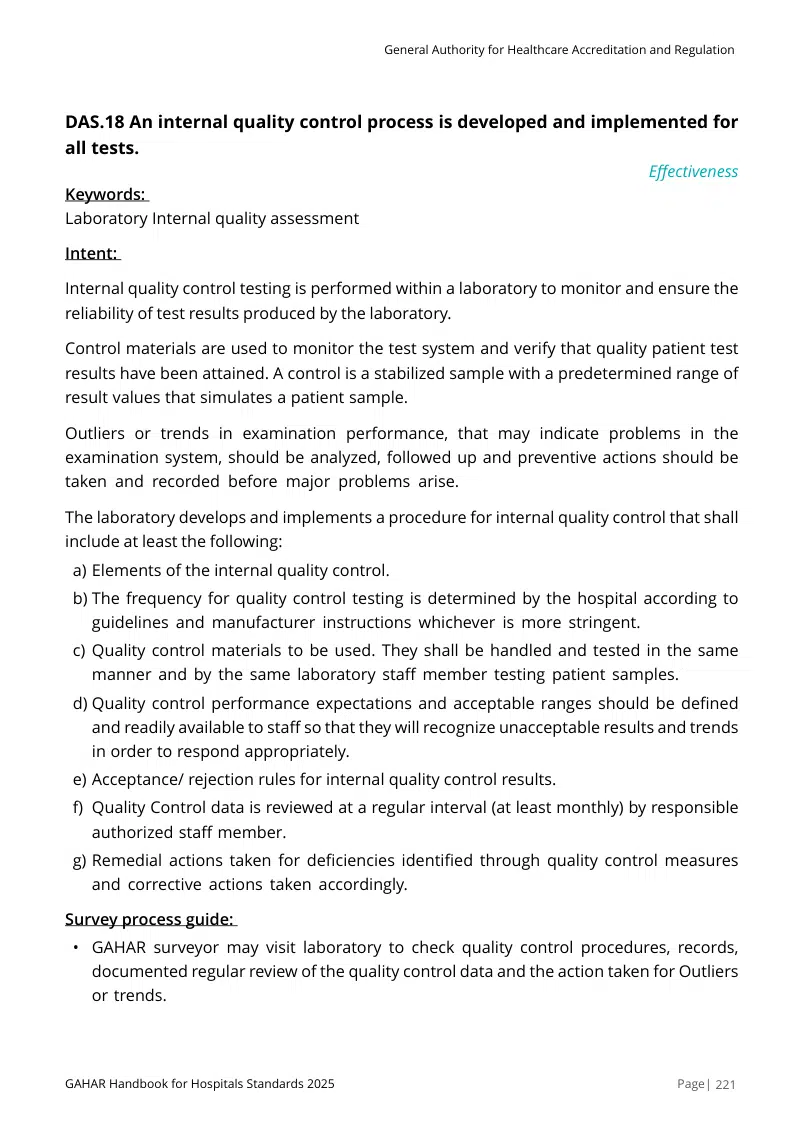 General Authority for Healthcare Accreditation and Regulation
DAS.18 An internal quality control process is developed and implemented for
all tests.
Effectiveness
Keywords:
Laboratory Internal quality assessment
Intent:
Internal quality control testing is performed within a laboratory to monitor and ensure the
reliability of test results produced by the laboratory.
Control materials are used to monitor the test system and verify that quality patient test
results have been attained. A control is a stabilized sample with a predetermined range of
result values that simulates a patient sample.
Outliers or trends in examination performance, that may indicate problems in the
examination system, should be analyzed, followed up and preventive actions should be
taken and recorded before major problems arise.
The laboratory develops and implements a procedure for internal quality control that shall
include at least the following:
a) Elements of the internal quality control.
b) The frequency for quality control testing is determined by the hospital according to
guidelines and manufacturer instructions whichever is more stringent.
c) Quality control materials to be used. They shall be handled and tested in the same
manner and by the same laboratory staff member testing patient samples.
d) Quality control performance expectations and acceptable ranges should be defined
and readily available to staff so that they will recognize unacceptable results and trends
in order to respond appropriately.
e) Acceptance/ rejection rules for internal quality control results.
f) Quality Control data is reviewed at a regular interval (at least monthly) by responsible
authorized staff member.
g) Remedial actions taken for deficiencies identified through quality control measures
and corrective actions taken accordingly.
Survey process guide:
• GAHAR surveyor may visit laboratory to check quality control procedures, records,
documented regular review of the quality control data and the action taken for Outliers
or trends.
GAHAR Handbook for Hospitals Standards 2025
Page| 221